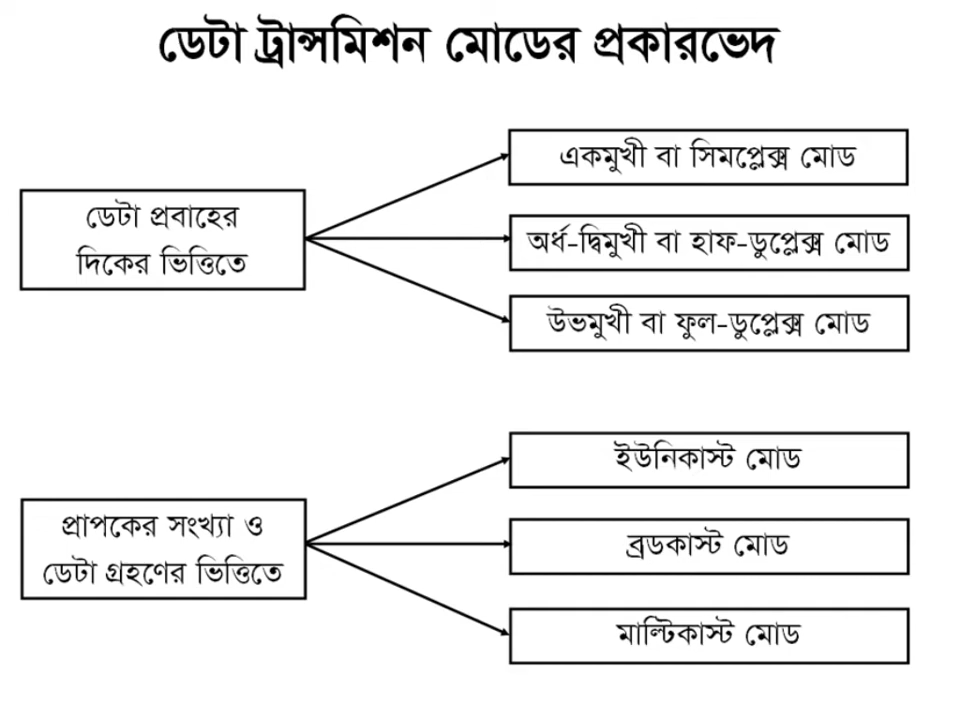 ডেটা ট্রান্সমিশন মোডের প্রকারভেদ
ডেটা প্রবাহের
দিকের ভিত্তিতে
একমুখী বা সিমপ্লেক্স মোড
অর্ধ-দ্বিমুখী বা হাফ-ডুপ্লেক্স মোড
উভমুখী বা ফুল-ডুপ্লেক্স মোড
প্রাপকের সংখ্যা ও
ডেটা গ্রহণের ভিত্তিতে
ইউনিকাস্ট মোড
ব্রডকাস্ট মোড
মাল্টিকাস্ট মোড